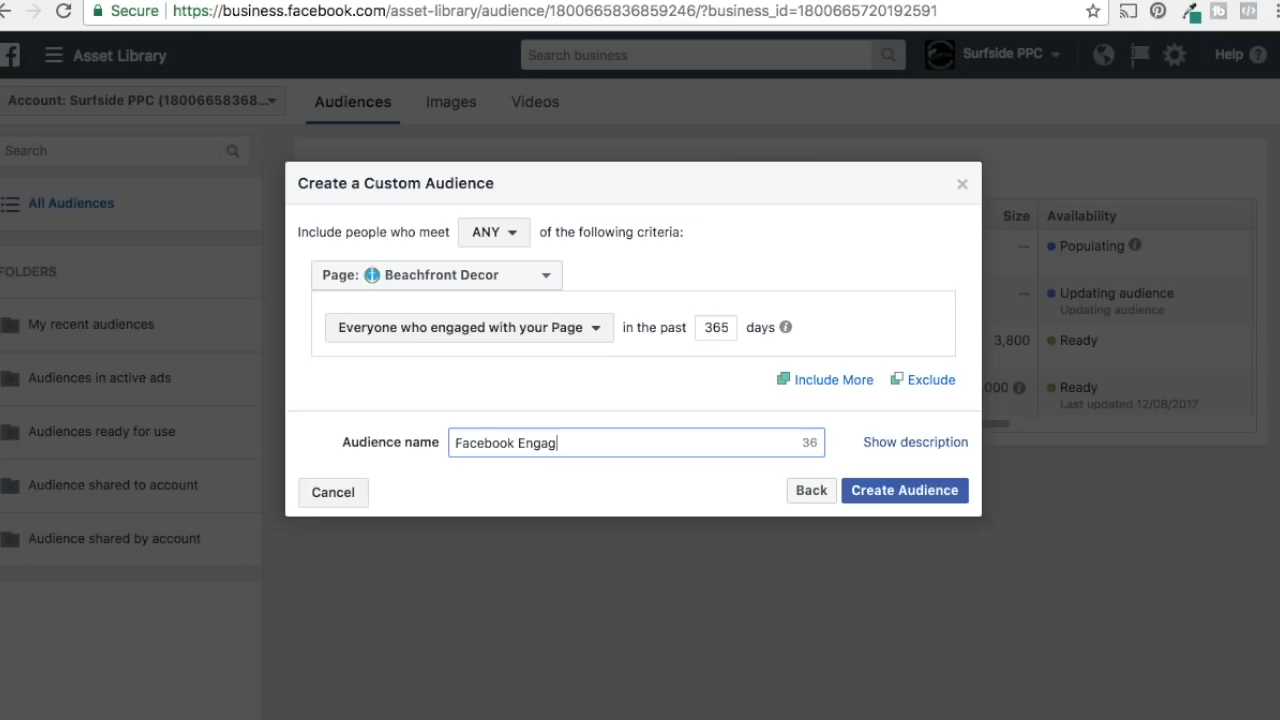 Secure https://business.facebook.com/asset-library/audience/1800665836859246/?business_id=1800665720192591
Asset Library
Search business
Surfside PPC
Help
Account: Surfside PPC (18006658368...
Audiences
Images
Videos
Search
All Audiences
FOLDERS
My recent audiences
Audiences in active ads
Audiences ready for use
Audience shared to account
Audience shared by account
Create a Custom Audience
Include people who meet ANY of the following criteria:
Page: Beachfront Decor
Everyone who engaged with your Page in the past 365 days
Include More Exclude
Audience name Facebook Engag 36 Show description
Cancel Back Create Audience
Size Availability
— Populating
— Updating audience
Updating audience
3,800 Ready
000 Ready
Last updated 12/08/2017